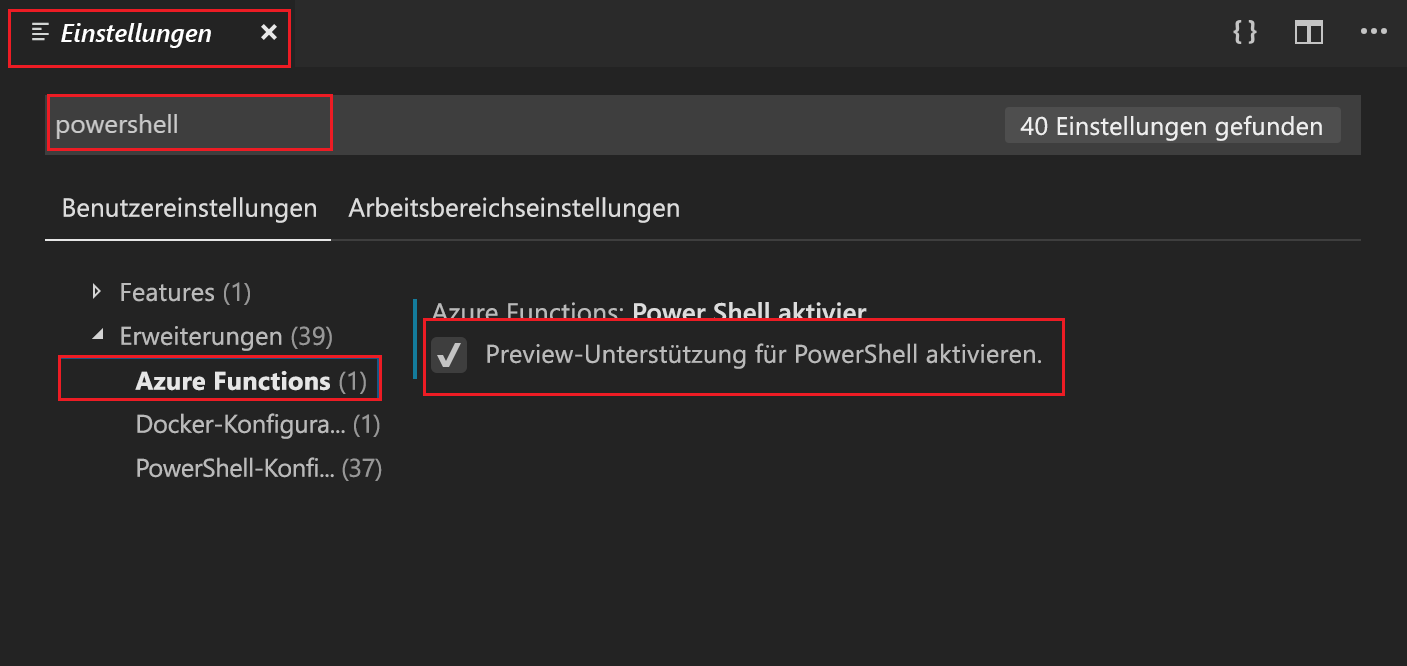 Einstellungen
powershell
40 Einstellungen gefunden
Benutzereinstellungen Arbeitsbereichseinstellungen
Features (1)
Erweiterungen (39)
Azure Functions (1)
Docker-Konfigura... (1)
PowerShell-Konfi... (37)
Azure Functions: Power Shell aktivier
Preview-Unterstützung für PowerShell aktivieren.